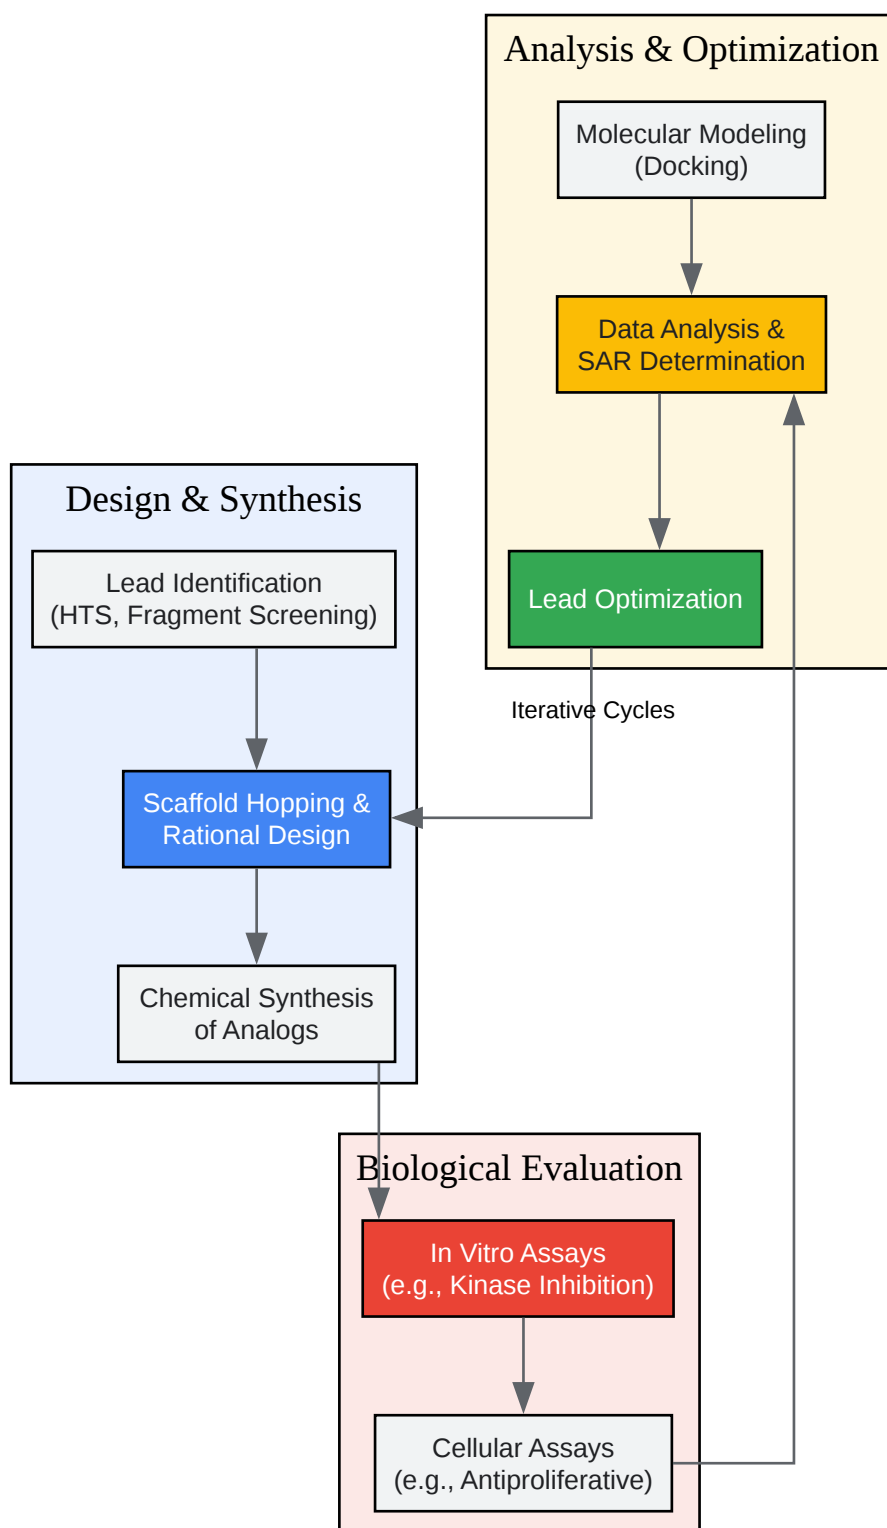 Analysis & Optimization
Molecular Modeling
(Docking)
Data Analysis &
SAR Determination
Lead Optimization
Iterative Cycles
Design & Synthesis
Lead Identification
(HTS, Fragment Screening)
Scaffold Hopping &
Rational Design
Chemical Synthesis
of Analogs
Biological Evaluation
In Vitro Assays
(e.g., Kinase Inhibition)
Cellular Assays
(e.g., Antiproliferative)